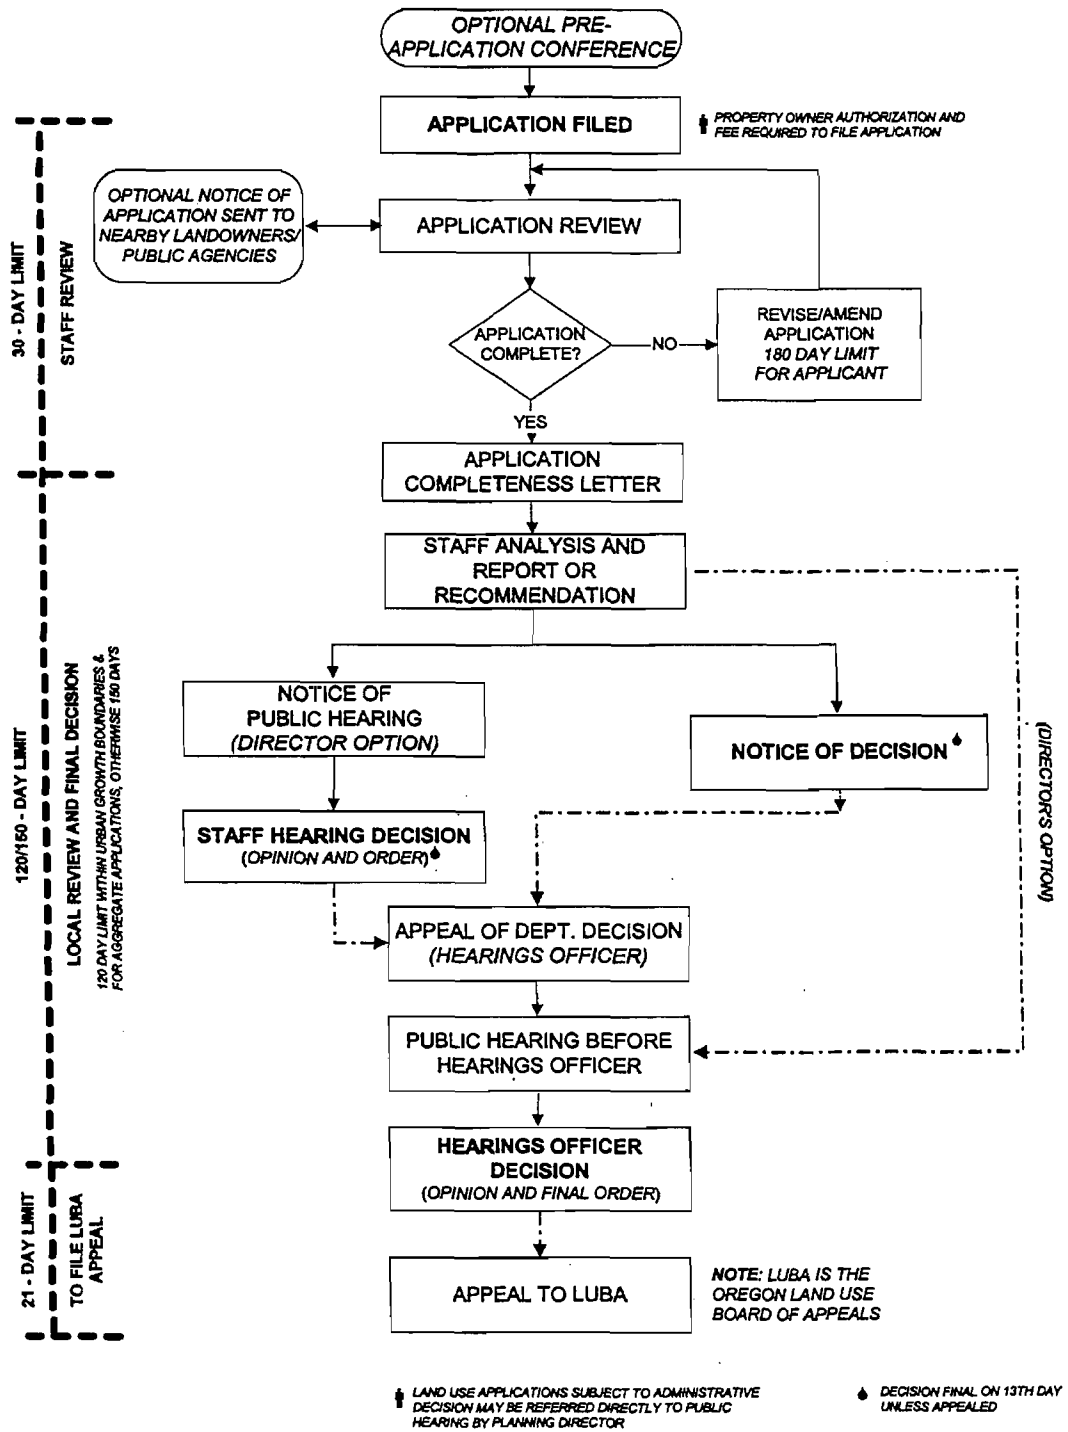 OPTIONAL PRE-
APPLICATION CONFERENCE
APPLICATION FILED
PROPERTY OWNER AUTHORIZATION AND
FEE REQUIRED TO FILE APPLICATION
OPTIONAL NOTICE OF
APPLICATION SENT TO
NEARBY LANDOWNERS/
PUBLIC AGENCIES
APPLICATION REVIEW
30 - DAY LIMIT
STAFF REVIEW
APPLICATION
COMPLETE?
NO
REVISE/AMEND
APPLICATION
180 DAY LIMIT
FOR APPLICANT
YES
APPLICATION
COMPLETENESS LETTER
STAFF ANALYSIS AND
REPORT OR
RECOMMENDATION
120/150 - DAY LIMIT
LOCAL REVIEW AND FINAL DECISION
120 DAY LIMIT WITHIN URBAN GROWTH BOUNDARIES &
FOR AGGREGATE APPLICATIONS, OTHERWISE 150 DAYS
NOTICE OF
PUBLIC HEARING
(DIRECTOR OPTION)
NOTICE OF DECISION
(DIRECTOR'S OPTION)
STAFF HEARING DECISION
(OPINION AND ORDER)
APPEAL OF DEPT. DECISION
(HEARINGS OFFICER)
PUBLIC HEARING BEFORE
HEARINGS OFFICER
HEARINGS OFFICER
DECISION
(OPINION AND FINAL ORDER)
21 - DAY LIMIT
TO FILE LUBA
APPEAL
APPEAL TO LUBA
NOTE: LUBA IS THE
OREGON LAND USE
BOARD OF APPEALS
LAND USE APPLICATIONS SUBJECT TO ADMINISTRATIVE
DECISION MAY BE REFERRED DIRECTLY TO PUBLIC
HEARING BY PLANNING DIRECTOR
DECISION FINAL ON 13TH DAY
UNLESS APPEALED